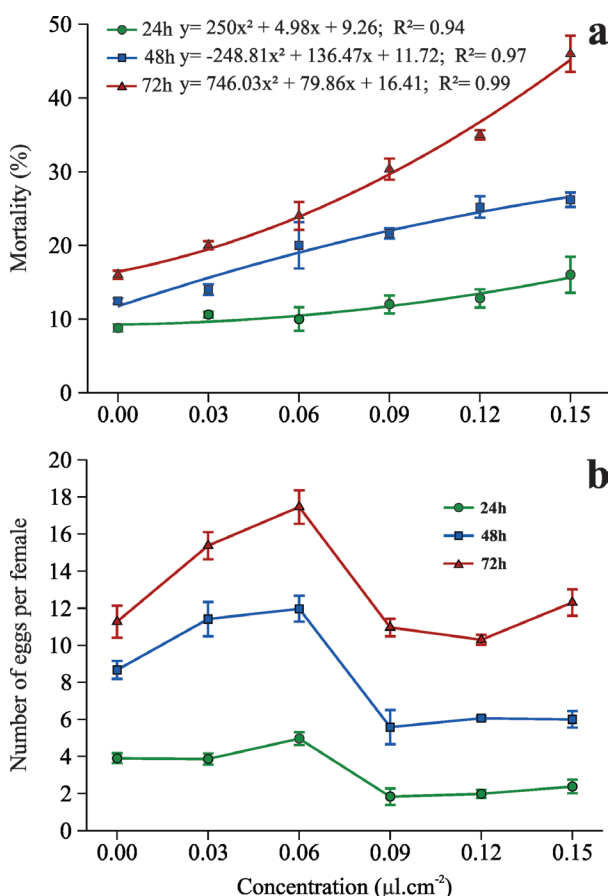 a
24h y= 250x² + 4.98x + 9.26; R²= 0.94
48h y= -248.81x² + 136.47x + 11.72; R²= 0.97
72h y= 746.03x² + 79.86x + 16.41; R²= 0.99
Mortality (%)
50
40
30
20
10
0
0.00 0.03 0.06 0.09 0.12 0.15
b
24h
48h
72h
Number of eggs per female
20
18
16
14
12
10
8
6
4
2
0
0.00 0.03 0.06 0.09 0.12 0.15
Concentration (μl.cm⁻²)